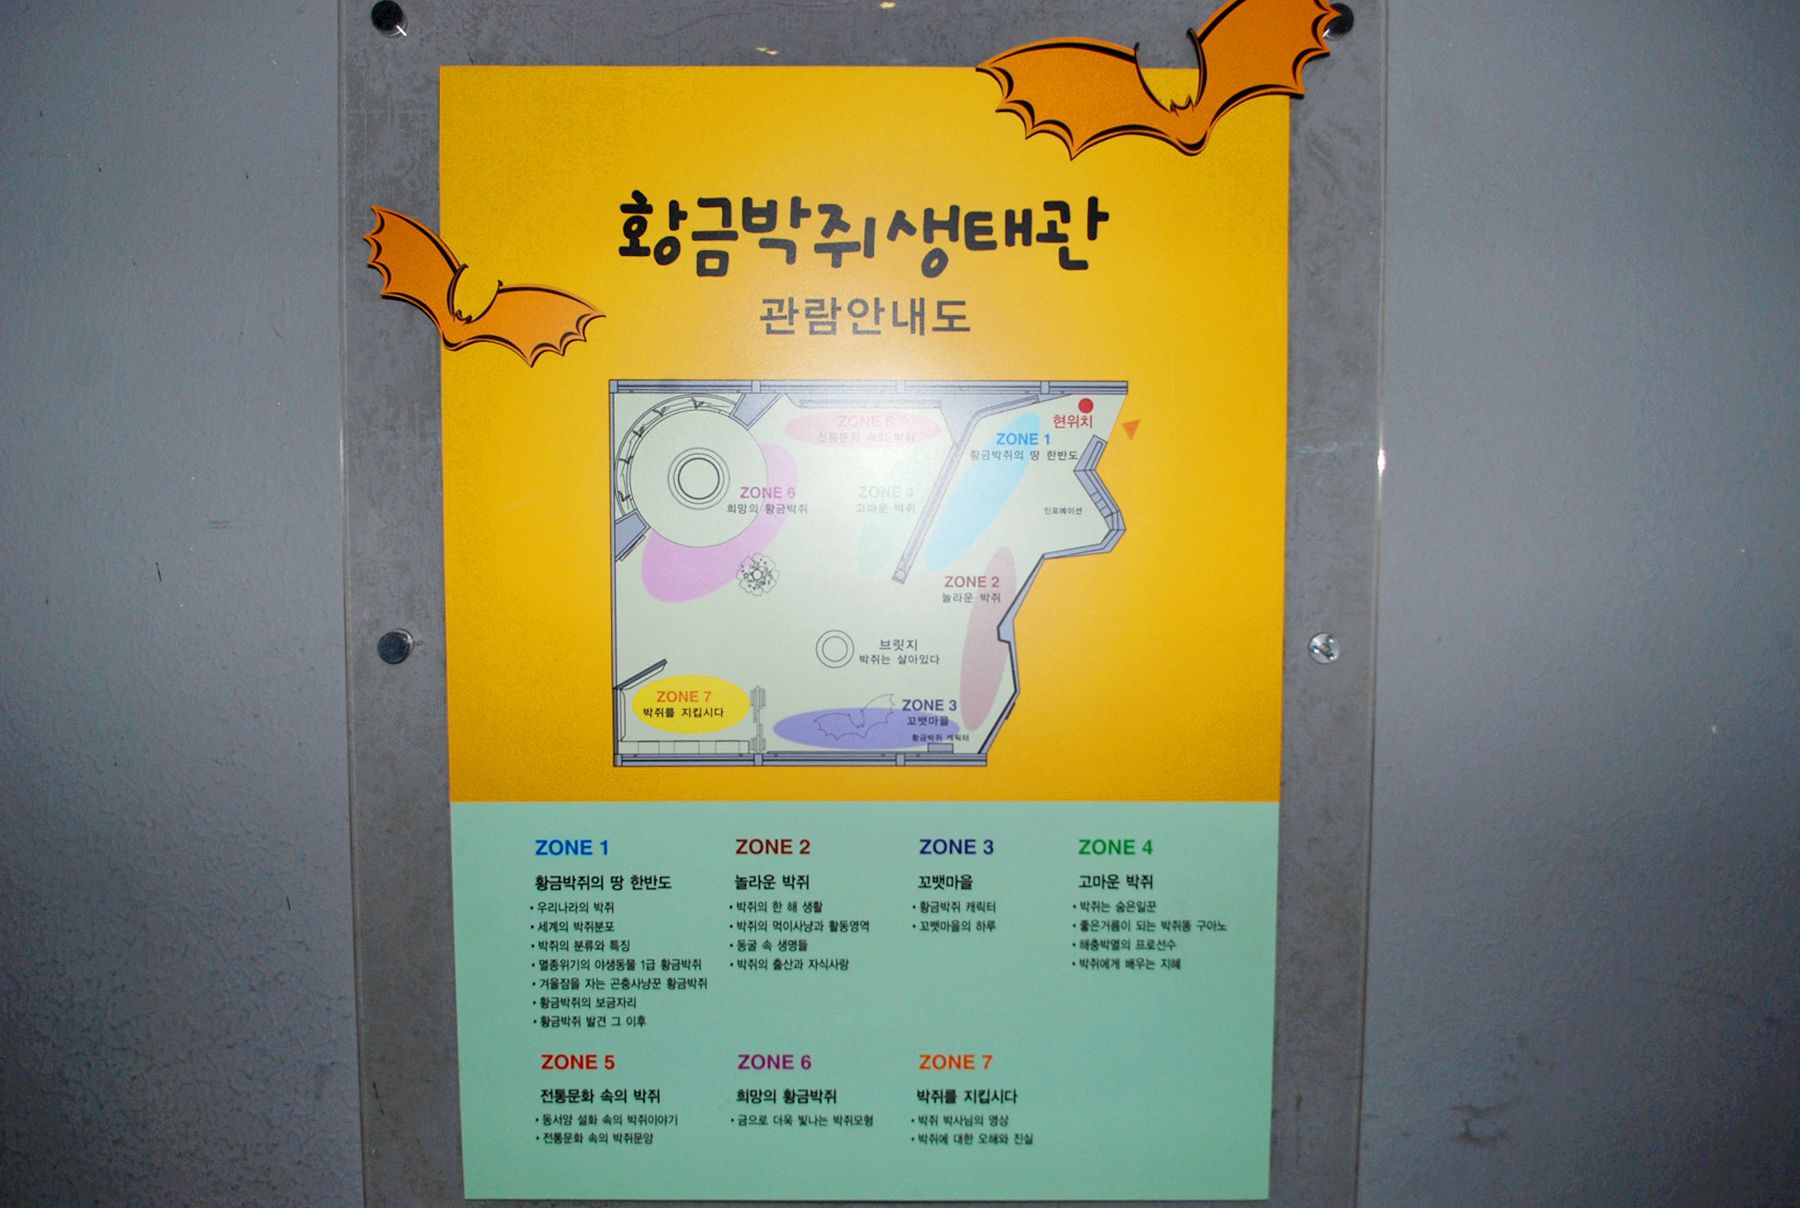 황금박쥐생태관
관람안내도
ZONE 5
전통문화 속의 박쥐
현위치
ZONE 1
황금박쥐의 땅 한반도
ZONE 6
희망의 황금박쥐
ZONE 4
고마운 박쥐
인포메이션
ZONE 2
놀라운 박쥐
브릿지
박쥐는 살아있다
ZONE 7
박쥐를 지킵시다
ZONE 3
꼬뱃마을
황금박쥐 캐릭터
ZONE 1
황금박쥐의 땅 한반도
• 우리나라의 박쥐
• 세계의 박쥐분포
• 박쥐의 분류와 특징
• 멸종위기의 야생동물 1급 황금박쥐
• 겨울잠을 자는 곤충사냥꾼 황금박쥐
• 황금박쥐의 보금자리
• 황금박쥐 발견 그 이후
ZONE 2
놀라운 박쥐
• 박쥐의 한 해 생활
• 박쥐의 먹이사냥과 활동영역
• 동굴 속 생명들
• 박쥐의 출산과 자식사랑
ZONE 3
꼬뱃마을
• 황금박쥐 캐릭터
• 꼬뱃마을의 하루
ZONE 4
고마운 박쥐
• 박쥐는 숨은일꾼
• 좋은거름이 되는 박쥐똥 구아노
• 해충박멸의 프로선수
• 박쥐에게 배우는 지혜
ZONE 5
전통문화 속의 박쥐
• 동서양 설화 속의 박쥐이야기
• 전통문화 속의 박쥐문양
ZONE 6
희망의 황금박쥐
• 금으로 더욱 빛나는 박쥐모형
ZONE 7
박쥐를 지킵시다
• 박쥐 박사님의 영상
• 박쥐에 대한 오해와 진실